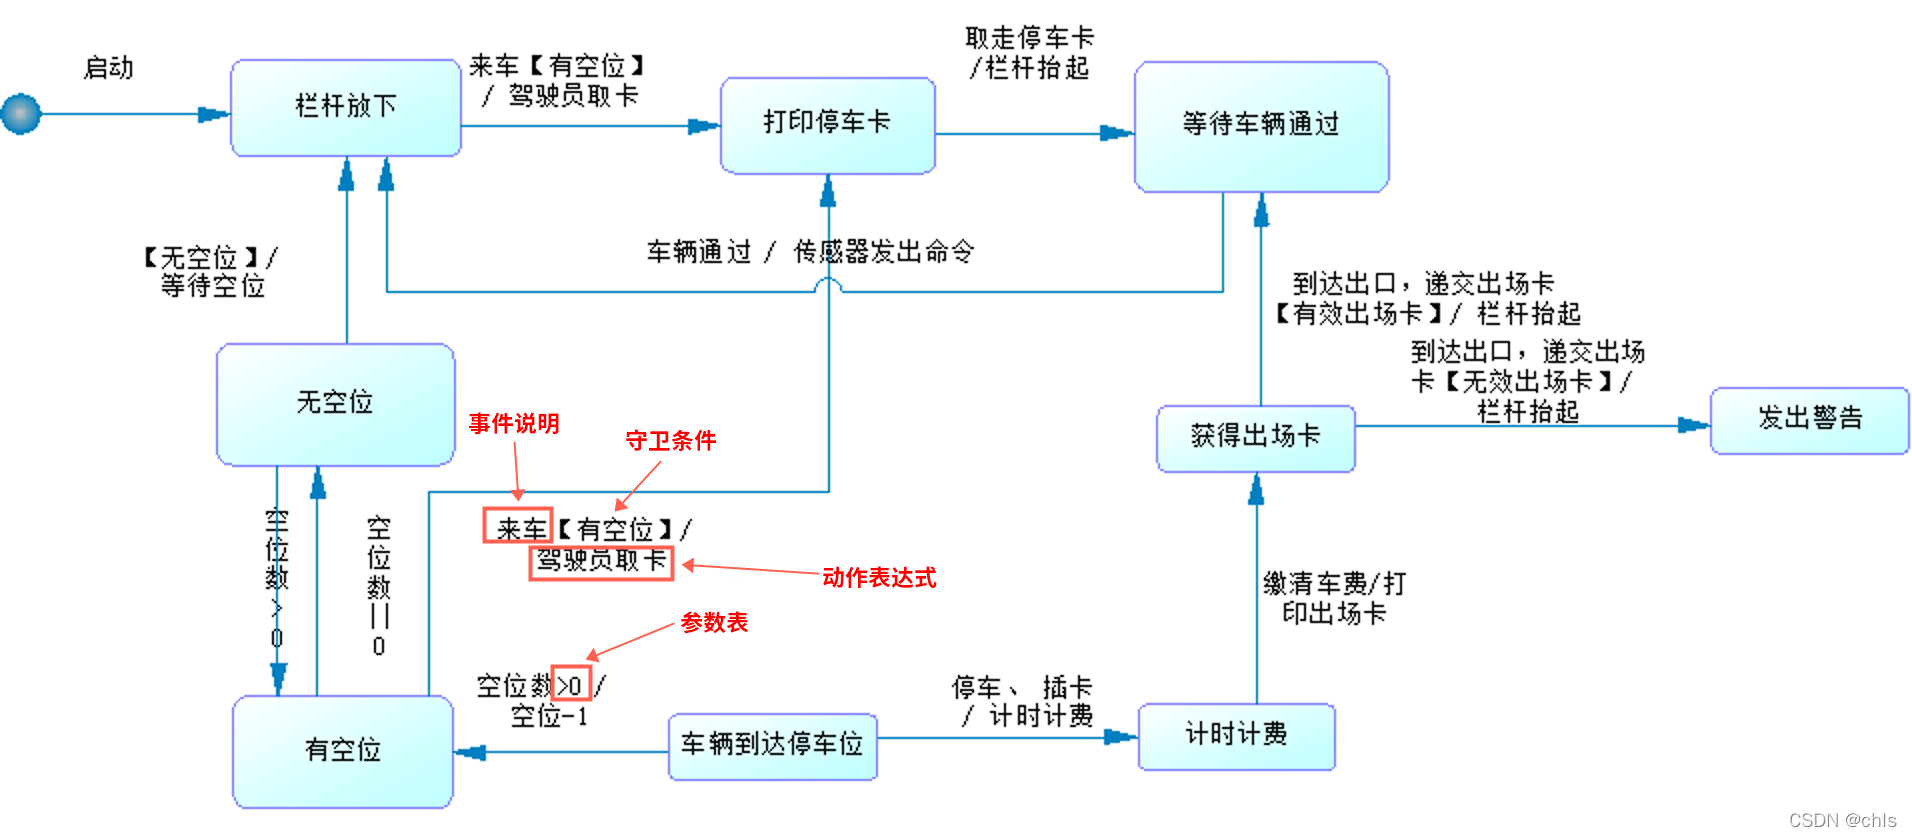 启动
栏杆放下
来车【有空位】
/ 驾驶员取卡
打印停车卡
取走停车卡
/栏杆抬起
等待车辆通过
【无空位】/
等待空位
车辆通过 / 传感器发出命令
到达出口，递交出场卡
【有效出场卡】/ 栏杆抬起
到达出口，递交出场
卡【无效出场卡】/
栏杆抬起
无空位
事件说明
守卫条件
获得出场卡
发出警告
空位数>0
空位数||0
来车【有空位】/
驾驶员取卡
动作表达式
缴清车费/打
印出场卡
参数表
空位数>0 /
空位-1
停车、 插卡
/ 计时计费
有空位
车辆到达停车位
计时计费
CSDN @chls